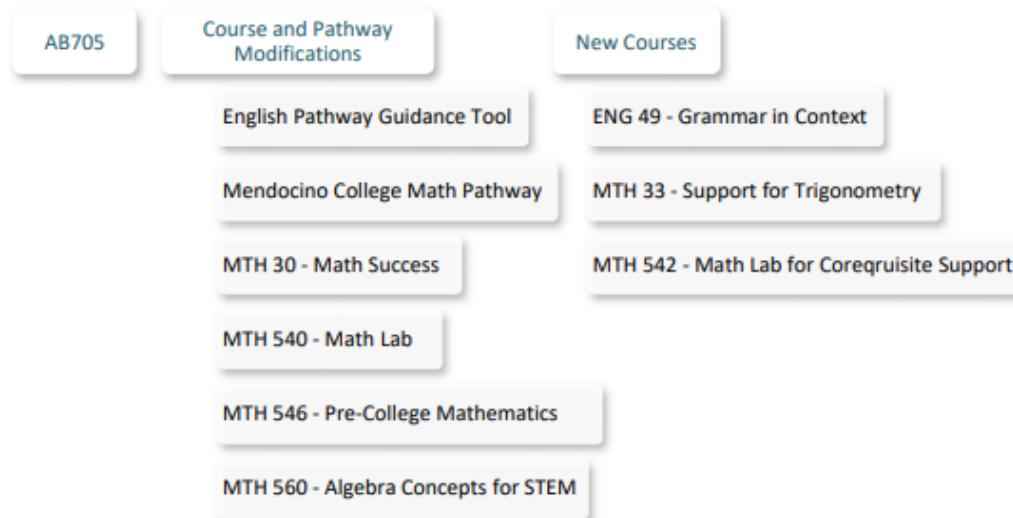 AB705
Course and Pathway
Modifications
English Pathway Guidance Tool
Mendocino College Math Pathway
MTH 30 - Math Success
MTH 540 - Math Lab
MTH 546 - Pre-College Mathematics
MTH 560 - Algebra Concepts for STEM
New Courses
ENG 49 - Grammar in Context
MTH 33 - Support for Trigonometry
MTH 542 - Math Lab for Coreqruisite Support